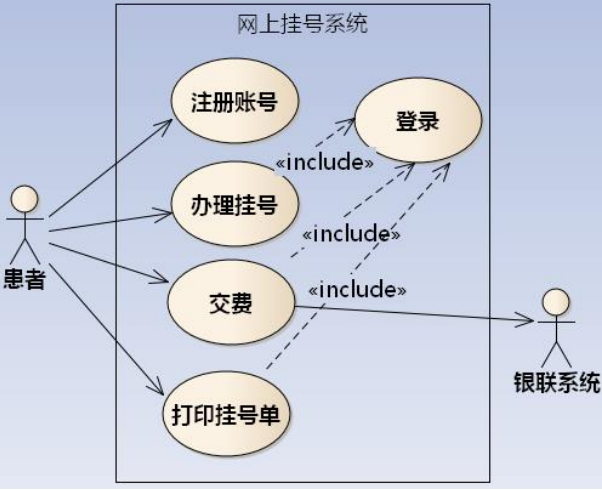 网上挂号系统
注册账号
登录
«include»
办理挂号
«include»
患者
交费
«include»
银联系统
打印挂号单